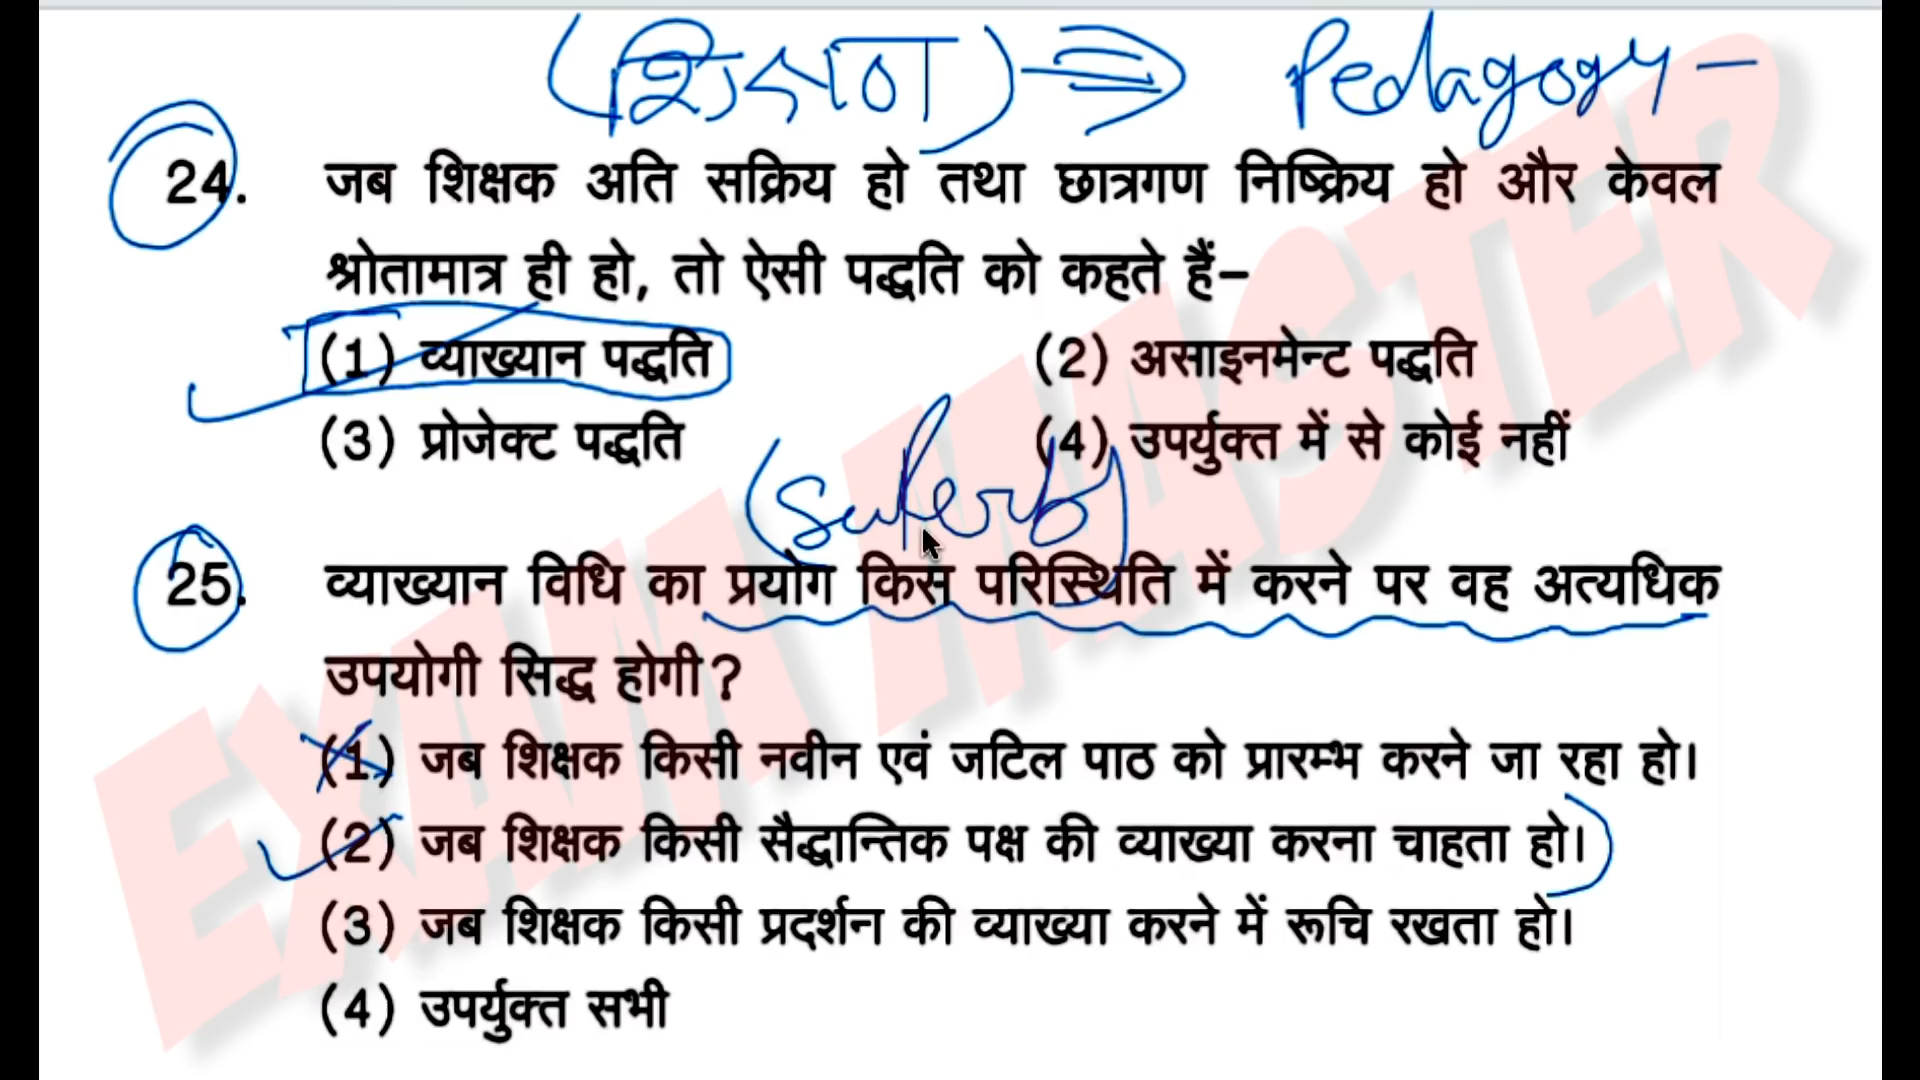 (शिक्षण) ⇒ Pedagogy -
24. जब शिक्षक अति सक्रिय हो तथा छात्रगण निष्क्रिय हो और केवल
श्रोतामात्र ही हो, तो ऐसी पद्धति को कहते हैं–
(1) व्याख्यान पद्धति (2) असाइनमेन्ट पद्धति
(3) प्रोजेक्ट पद्धति (4) उपर्युक्त में से कोई नहीं
(Superb)
25. व्याख्यान विधि का प्रयोग किस परिस्थिति में करने पर वह अत्यधिक
उपयोगी सिद्ध होगी?
(1) जब शिक्षक किसी नवीन एवं जटिल पाठ को प्रारम्भ करने जा रहा हो।
(2) जब शिक्षक किसी सैद्धान्तिक पक्ष की व्याख्या करना चाहता हो।
(3) जब शिक्षक किसी प्रदर्शन की व्याख्या करने में रूचि रखता हो।
(4) उपर्युक्त सभी
EXAM MASTER